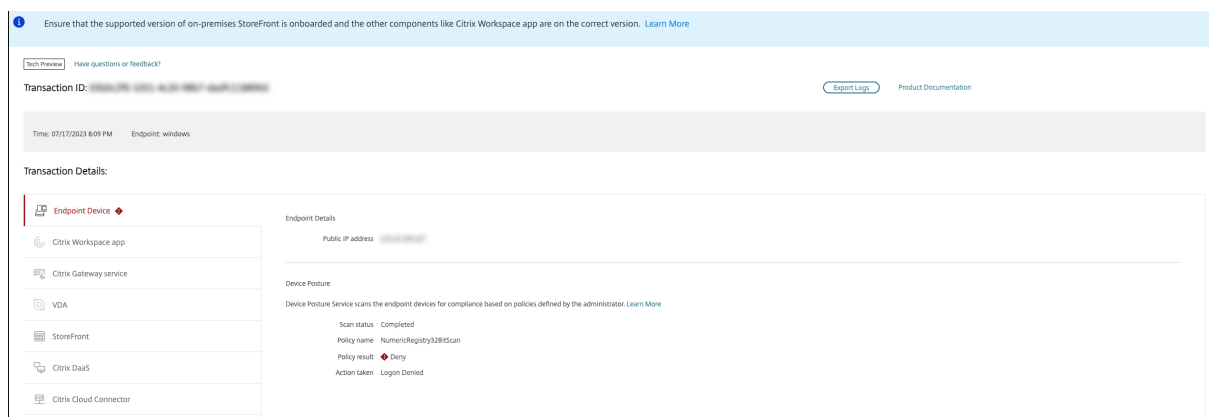 Ensure that the supported version of on-premises StoreFront is onboarded and the other components like Citrix Workspace app are on the correct version. Learn More
Tech Preview Have questions or feedback?
Transaction ID:
Export Logs Product Documentation
Time: 07/17/2023 8:09 PM Endpoint: windows
Transaction Details:
Endpoint Device
Citrix Workspace app
Citrix Gateway service
VDA
StoreFront
Citrix DaaS
Citrix Cloud Connector
Endpoint Details
Public IP address
Device Posture
Device Posture Service scans the endpoint devices for compliance based on policies defined by the administrator. Learn More
Scan status Completed
Policy name NumericRegistry32BitScan
Policy result Deny
Action taken Logon Denied